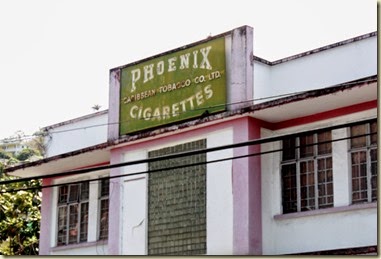 PHOENIX
CARIBBEAN TOBACCO CO. LTD.
CIGARETTES